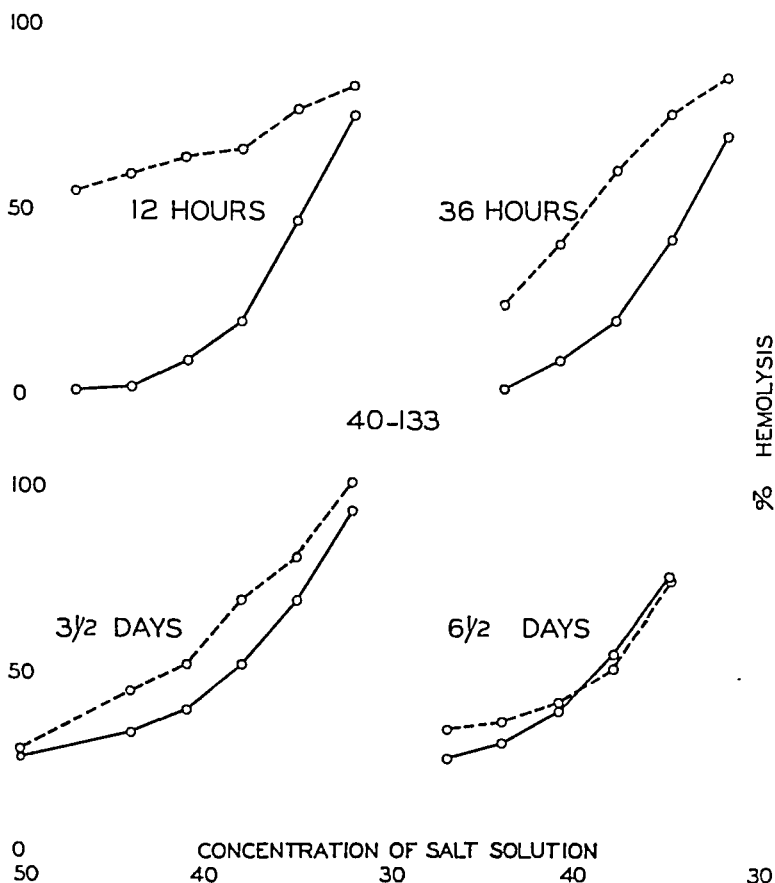 100
50
12 HOURS
36 HOURS
0
40-133
% HEMOLYSIS
100
3½ DAYS
6½ DAYS
50
0
CONCENTRATION OF SALT SOLUTION
50 40 30 40 30